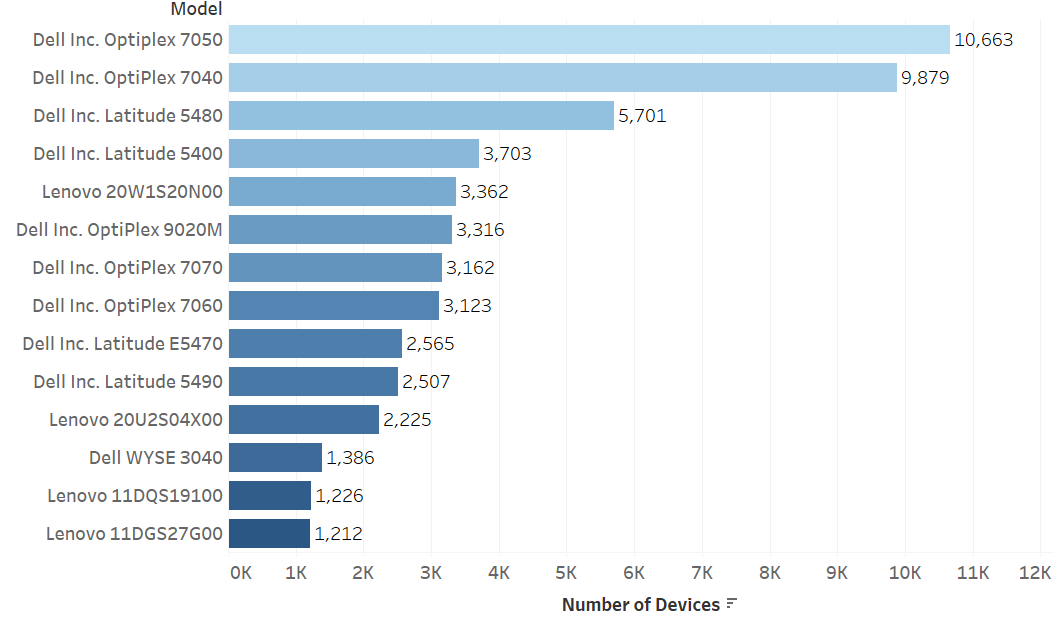 Model
Dell Inc. Optiplex 7050 10,663
Dell Inc. OptiPlex 7040 9,879
Dell Inc. Latitude 5480 5,701
Dell Inc. Latitude 5400 3,703
Lenovo 20W1S20N00 3,362
Dell Inc. OptiPlex 9020M 3,316
Dell Inc. OptiPlex 7070 3,162
Dell Inc. OptiPlex 7060 3,123
Dell Inc. Latitude E5470 2,565
Dell Inc. Latitude 5490 2,507
Lenovo 20U2S04X00 2,225
Dell WYSE 3040 1,386
Lenovo 11DQS19100 1,226
Lenovo 11DGS27G00 1,212
0K 1K 2K 3K 4K 5K 6K 7K 8K 9K 10K 11K 12K
Number of Devices